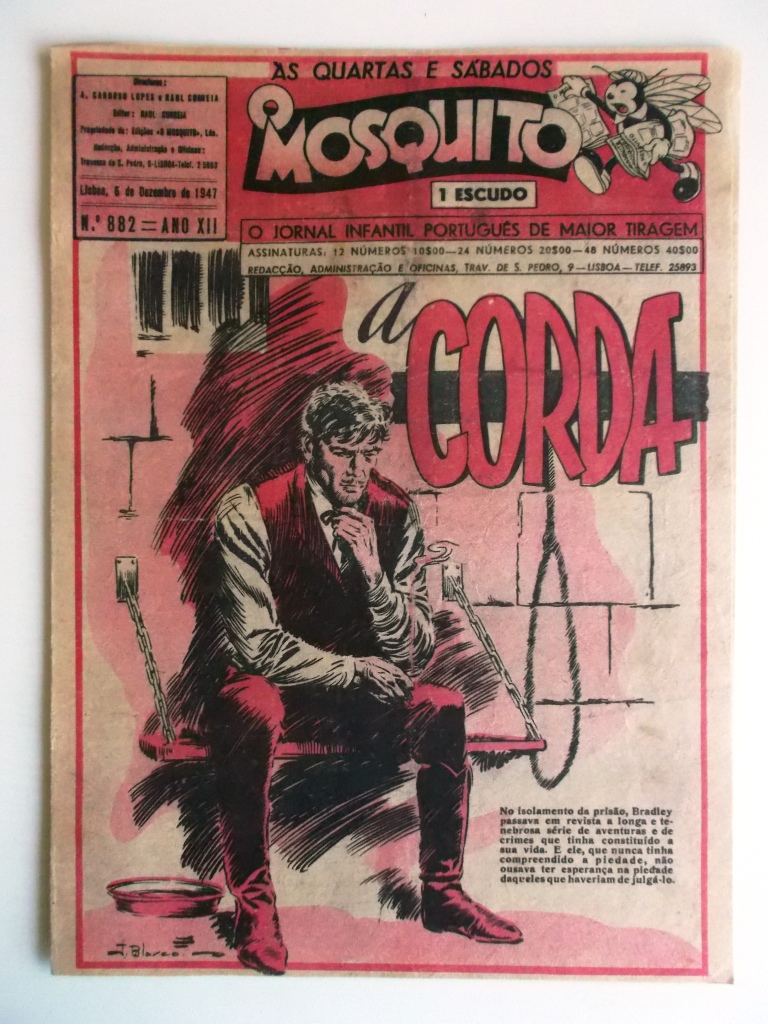 ÀS QUARTAS E SÁBADOS
Directores:
A. CARDOSO LOPES e RAÚL CORREIA
Editor: RAÚL CORREIA
Propriedade de: Edições «O MOSQUITO», Lda.
Redacção, Administração e Oficinas:
Travessa de S. Pedro, 9-LISBOA-Telef. 25893
Lisboa, 6 de Dezembro de 1947
N.º 882 = ANO XII
O MOSQUITO
1 ESCUDO
O JORNAL INFANTIL PORTUGUÊS DE MAIOR TIRAGEM
ASSINATURAS: 12 NÚMEROS 10$00—24 NÚMEROS 20$00—48 NÚMEROS 40$00
REDACÇÃO, ADMINISTRAÇÃO E OFICINAS, TRAV. DE S. PEDRO, 9—LISBOA—TELEF. 25893
a CORDA
No isolamento da prisão, Bradley
passava em revista a longa e te-
nebrosa série de aventuras e de
crimes que tinha constituído a
sua vida. E ele, que nunca tinha
compreendido a piedade, não
ousava ter esperança na piedade
daqueles que haveriam de julgá-lo.
J. Blasco